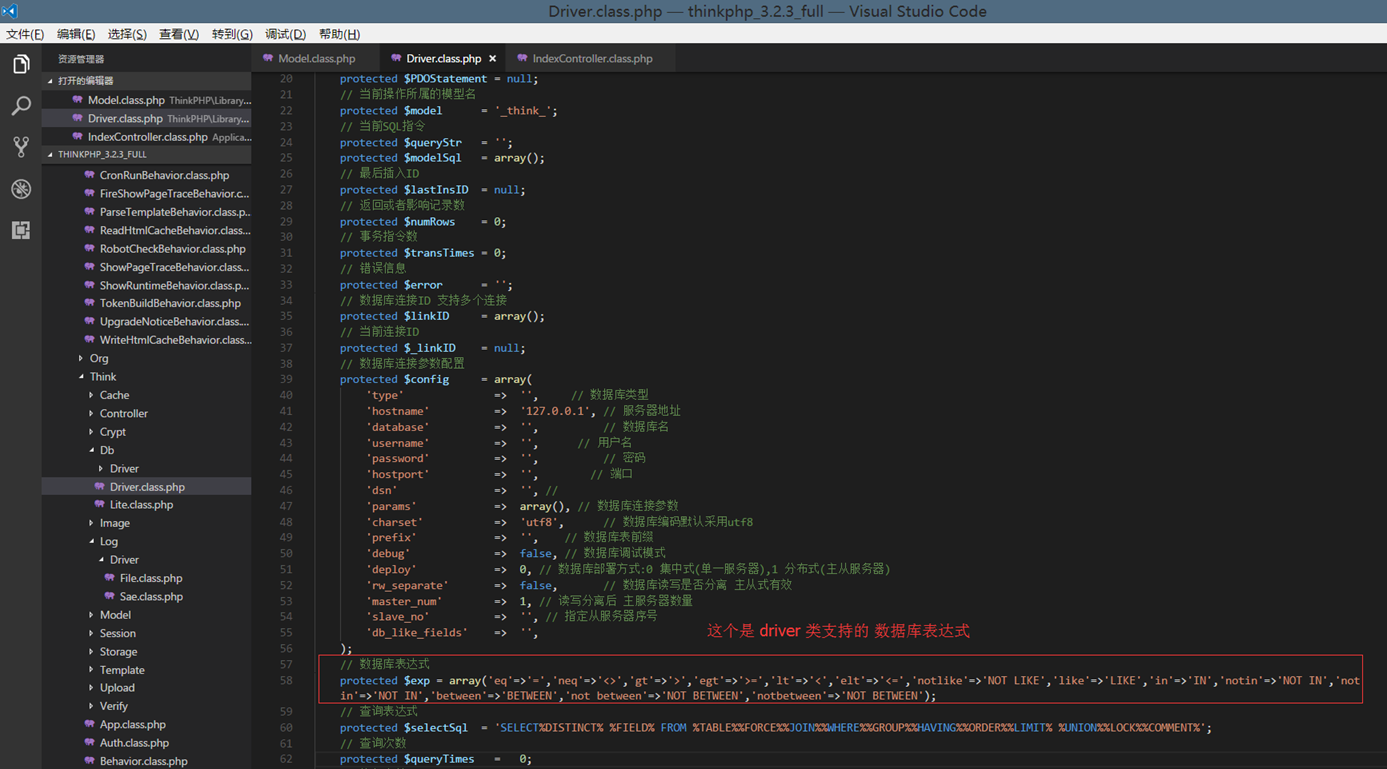 Driver.class.php — thinkphp_3.2.3_full — Visual Studio Code
文件(F) 编辑(E) 选择(S) 查看(V) 转到(G) 调试(D) 帮助(H)
资源管理器
打开的编辑器
Model.class.php ThinkPHP\Library...
Driver.class.php ThinkPHP\Library...
IndexController.class.php Applica...
THINKPHP_3.2.3_FULL
CronRunBehavior.class.php
FireShowPageTraceBehavior.c...
ParseTemplateBehavior.class.p...
ReadHtmlCacheBehavior.class...
RobotCheckBehavior.class.php
ShowPageTraceBehavior.class...
ShowRuntimeBehavior.class.p...
TokenBuildBehavior.class.php
UpgradeNoticeBehavior.class....
WriteHtmlCacheBehavior.class...
Org
Think
Cache
Controller
Crypt
Db
Driver
Driver.class.php
Lite.class.php
Image
Log
Driver
File.class.php
Sae.class.php
Model
Session
Storage
Template
Upload
Verify
App.class.php
Auth.class.php
Behavior.class.php
Model.class.php Driver.class.php × IndexController.class.php
20 protected $PDOStatement = null;
21 // 当前操作所属的模型名
22 protected $model = '_think_';
23 // 当前SQL指令
24 protected $queryStr = '';
25 protected $modelSql = array();
26 // 最后插入ID
27 protected $lastInsID = null;
28 // 返回或者影响记录数
29 protected $numRows = 0;
30 // 事务指令数
31 protected $transTimes = 0;
32 // 错误信息
33 protected $error = '';
34 // 数据库连接ID 支持多个连接
35 protected $linkID = array();
36 // 当前连接ID
37 protected $_linkID = null;
38 // 数据库连接参数配置
39 protected $config = array(
40 'type' => '', // 数据库类型
41 'hostname' => '127.0.0.1', // 服务器地址
42 'database' => '', // 数据库名
43 'username' => '', // 用户名
44 'password' => '', // 密码
45 'hostport' => '', // 端口
46 'dsn' => '', //
47 'params' => array(), // 数据库连接参数
48 'charset' => 'utf8', // 数据库编码默认采用utf8
49 'prefix' => '', // 数据库表前缀
50 'debug' => false, // 数据库调试模式
51 'deploy' => 0, // 数据库部署方式:0 集中式(单一服务器),1 分布式(主从服务器)
52 'rw_separate' => false, // 数据库读写是否分离 主从式有效
53 'master_num' => 1, // 读写分离后 主服务器数量
54 'slave_no' => '', // 指定从服务器序号
55 'db_like_fields' => '',
这个是 driver 类支持的 数据库表达式
56 );
57 // 数据库表达式
58 protected $exp = array('eq'=>'=','neq'=>'<>','gt'=>'>','egt'=>'>=','lt'=>'<','elt'=>'<=','notlike'=>'NOT LIKE','like'=>'LIKE','in'=>'IN','notin'=>'NOT IN','not
in'=>'NOT IN','between'=>'BETWEEN','not between'=>'NOT BETWEEN','notbetween'=>'NOT BETWEEN');
59 // 查询表达式
60 protected $selectSql = 'SELECT%DISTINCT% %FIELD% FROM %TABLE%%FORCE%%JOIN%%WHERE%%GROUP%%HAVING%%ORDER%%LIMIT% %UNION%%LOCK%%COMMENT%';
61 // 查询次数
62 protected $queryTimes = 0;